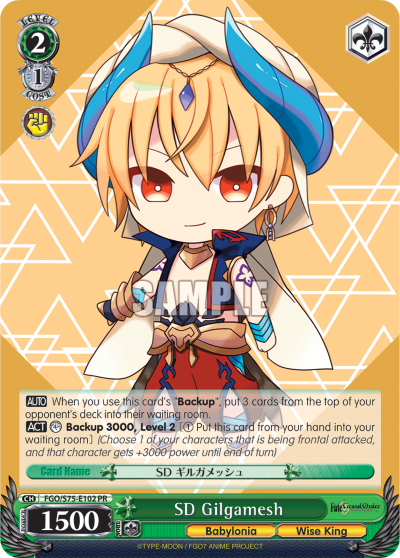 LEVEL
2
1
COST
SAMPLE
AUTO When you use this card's "Backup", put 3 cards from the top of your
opponent's deck into their waiting room.
ACT Backup 3000, Level 2 [① Put this card from your hand into your
waiting room] (Choose 1 of your characters that is being frontal attacked,
and that character gets +3000 power until end of turn)
Card Name
SD ギルガメッシュ
CH FGO/S75-E102 PR
POWER 1500
SD Gilgamesh
Fate/Grand Order
Babylonia
Wise King
©TYPE-MOON / FGO7 ANIME PROJECT